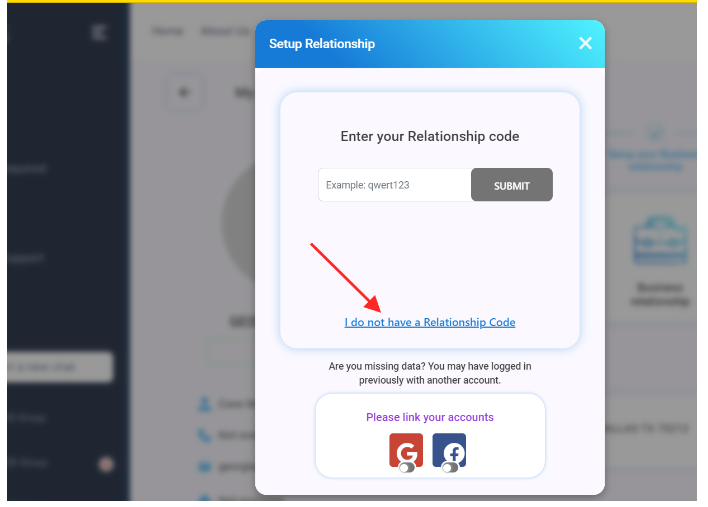 Home About Us
Setup Relationship
Enter your Relationship code
Example: qwert123
SUBMIT
I do not have a Relationship Code
Are you missing data? You may have logged in
previously with another account.
Please link your accounts
Business
relationship